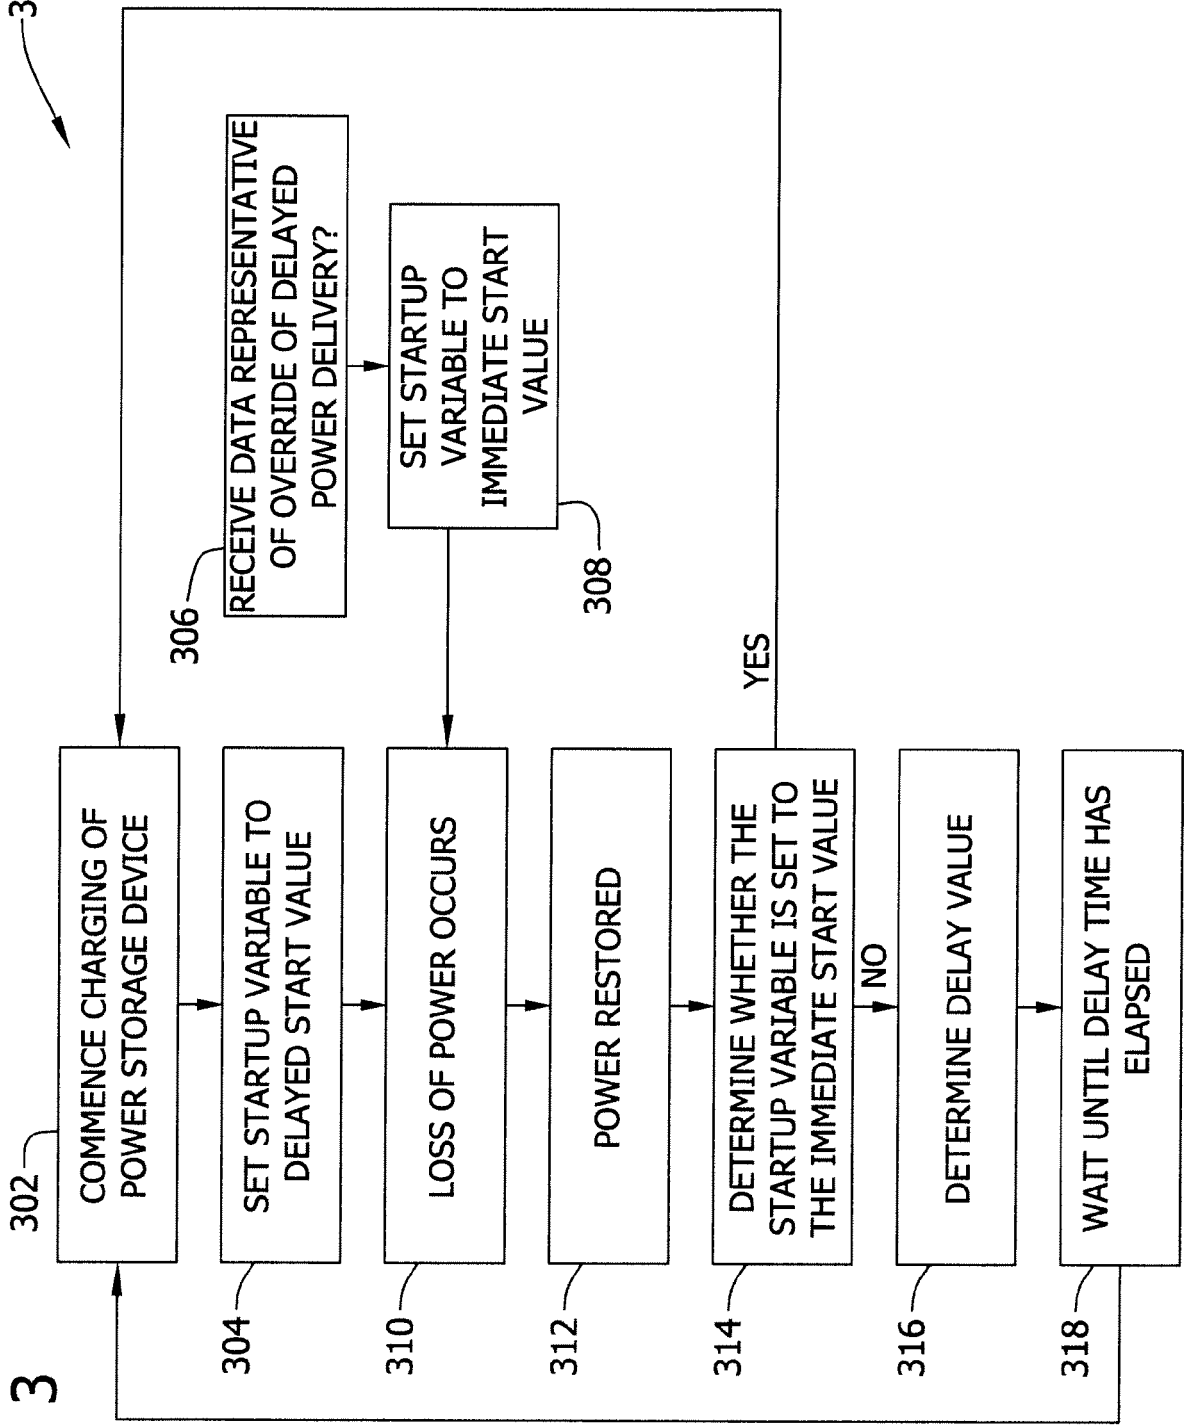 3
3
302
COMMENCE CHARGING OF
POWER STORAGE DEVICE
304
SET STARTUP VARIABLE TO
DELAYED START VALUE
306
RECEIVE DATA REPRESENTATIVE
OF OVERRIDE OF DELAYED
POWER DELIVERY?
308
SET STARTUP
VARIABLE TO
IMMEDIATE START
VALUE
310
LOSS OF POWER OCCURS
312
POWER RESTORED
314
DETERMINE WHETHER THE
STARTUP VARIABLE IS SET TO
THE IMMEDIATE START VALUE
YES
NO
316
DETERMINE DELAY VALUE
318
WAIT UNTIL DELAY TIME HAS
ELAPSED